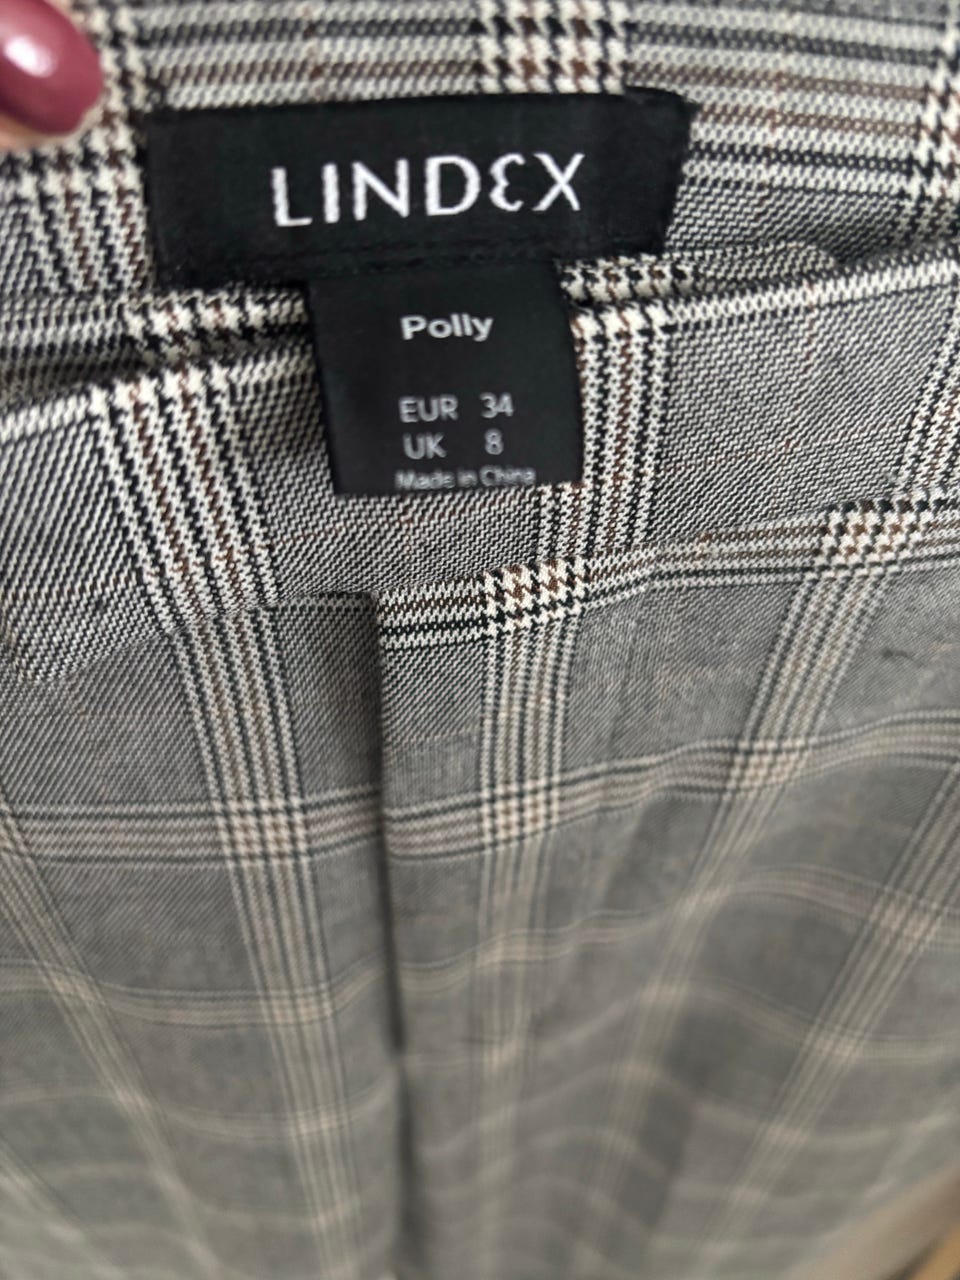 LINDEX
Polly
EUR 34
UK 8
Made in China